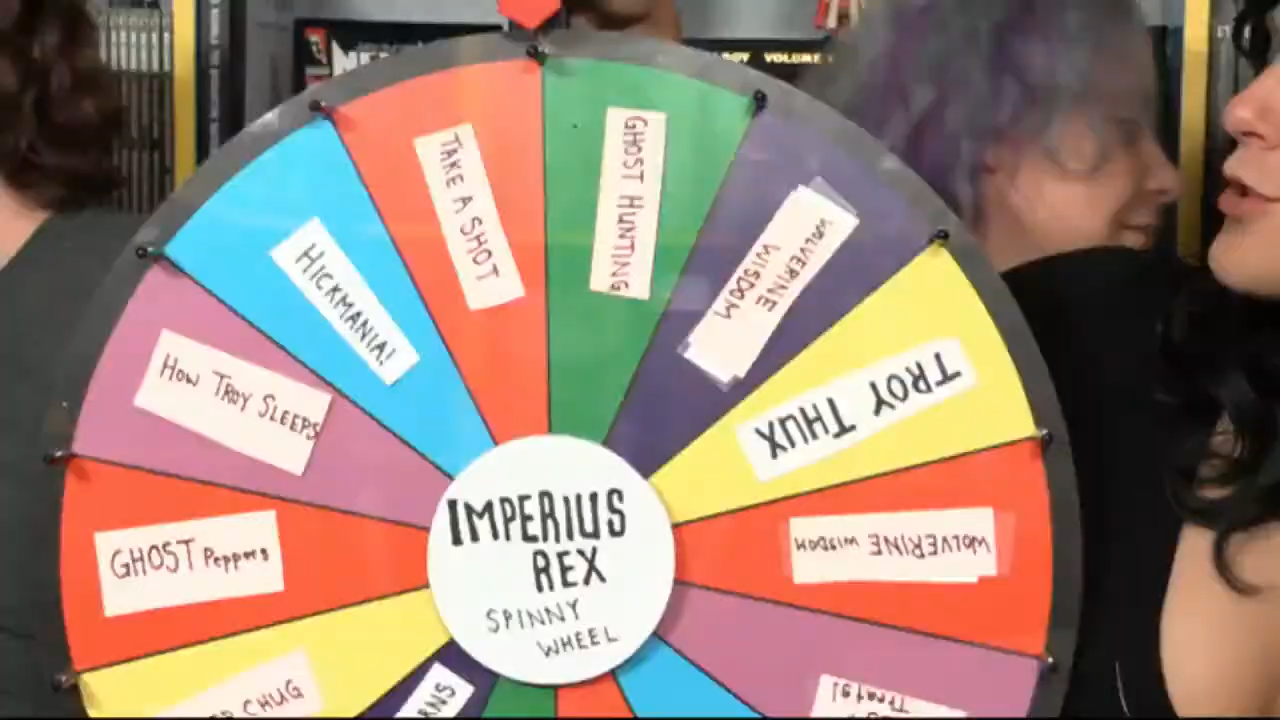 VOLUME
TAKE A SHOT
GHOST HUNTING
WOLVERINE
WISDOM
HICKMANIA!
TROY THUX
HOW TROY SLEEPS
WOLVERINE WISDOM
GHOST Peppers
IMPERIUS
REX
SPINNY
WHEEL
CHUG